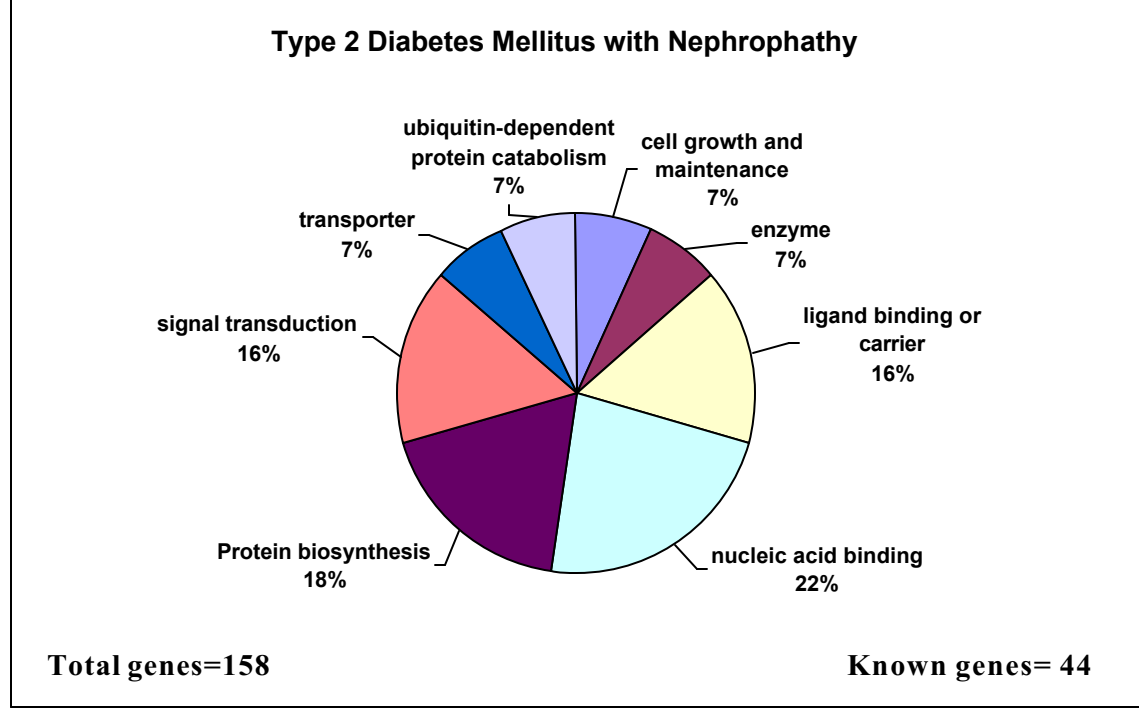 Type 2 Diabetes Mellitus with Nephrophathy
ubiquitin-dependent
protein catabolism
7%
cell growth and
maintenance
7%
transporter
7%
enzyme
7%
signal transduction
16%
ligand binding or
carrier
16%
Protein biosynthesis
18%
nucleic acid binding
22%
Total genes=158
Known genes= 44